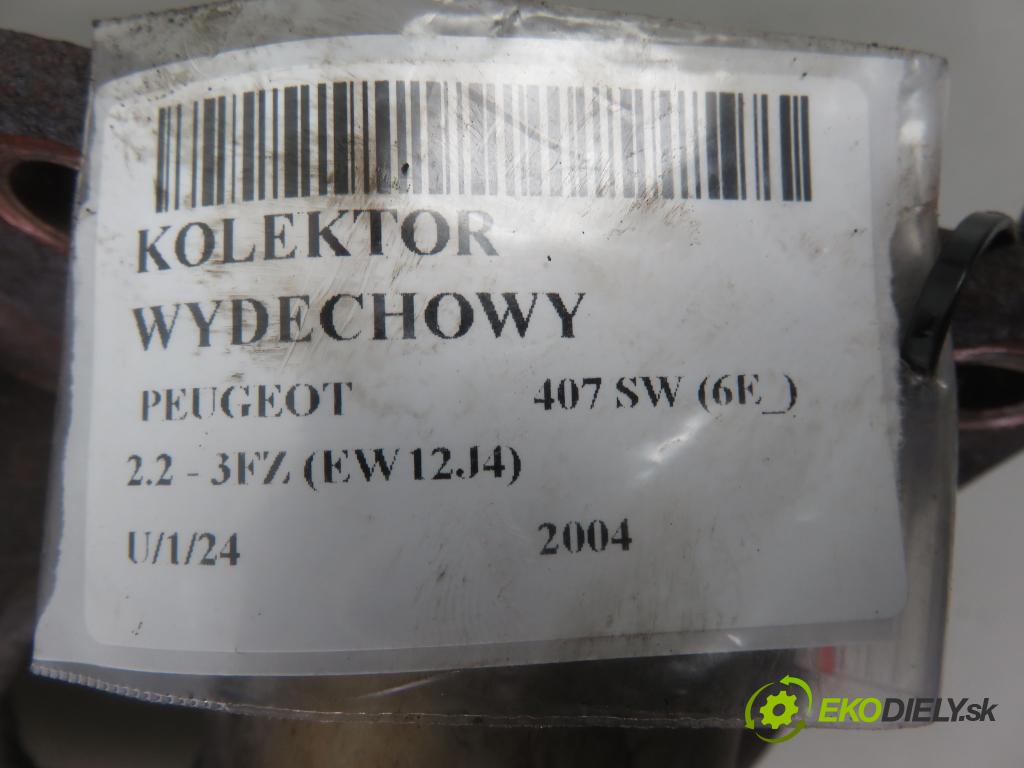 KOLEKTOR
WYDECHOWY
PEUGEOT 407 SW (6E_)
2.2 - 3FZ (EW12J4)
U/1/24 2004
EKODIELY.sk